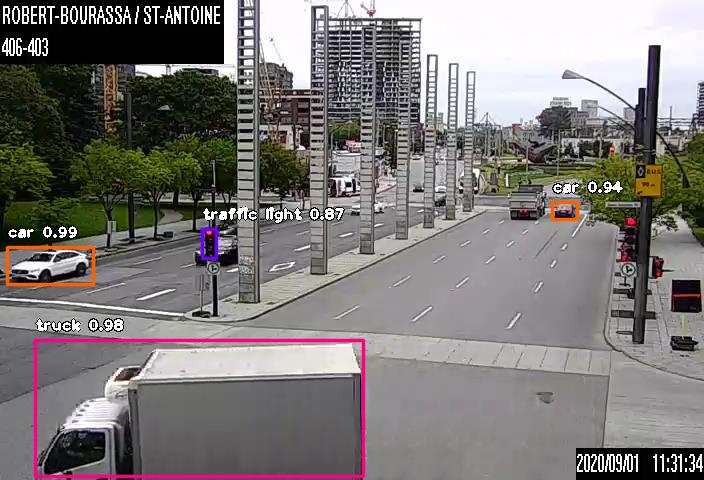 ROBERT-BOURASSA / ST-ANTOINE
406-403
car 0.94
traffic light 0.87
car 0.99
truck 0.98
BUS
2020/09/01 11:31:34